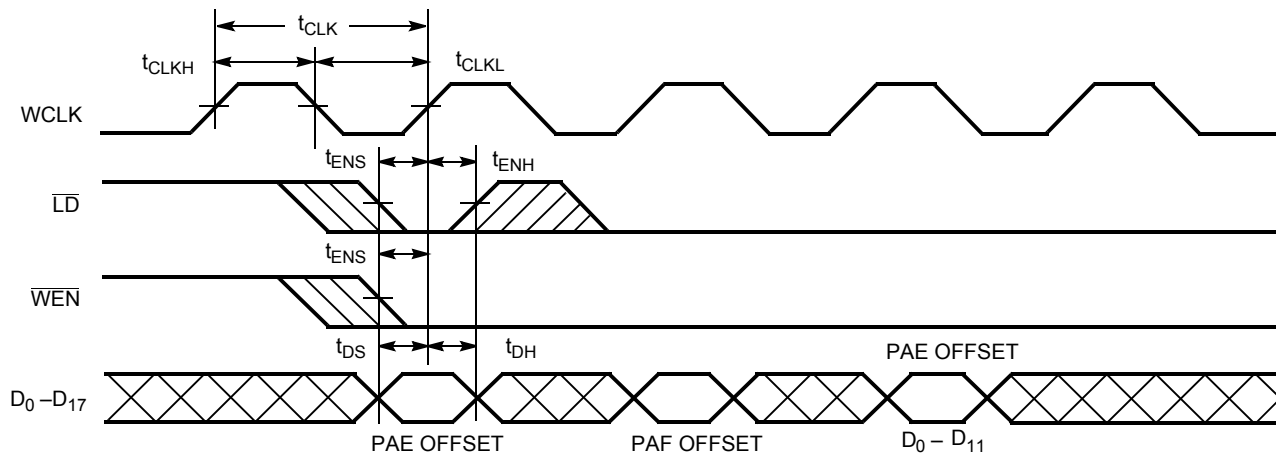 tCLK
tCLKH
tCLKL
WCLK
tENS
tENH
LD
tENS
WEN
tDS
tDH
PAE OFFSET
D0 –D17
PAE OFFSET
PAF OFFSET
D0 – D11